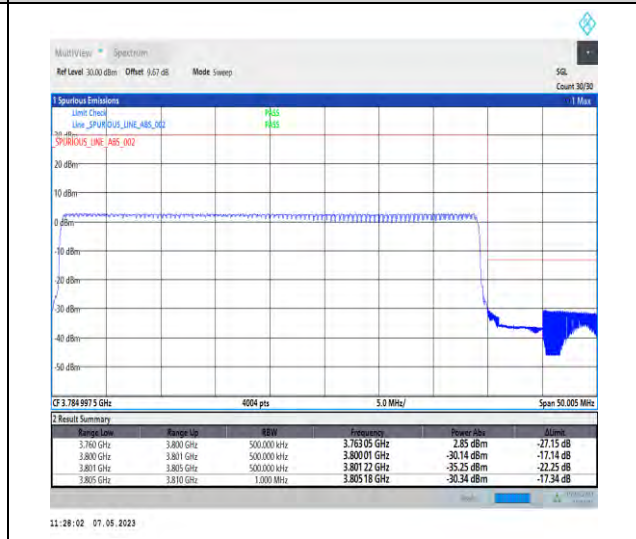 MultiView Spectrum
Ref Level 30.00 dBm Offset 9.67 dB Mode Sweep SGL
Count 30/30
1 Spurious Emissions 1 Max
Limit Check PASS
Line _SPURIOUS_LINE_ABS_002 PASS
30 dBm
_SPURIOUS_LINE_ABS_002
20 dBm
10 dBm
0 dBm
-10 dBm
-20 dBm
-30 dBm
-40 dBm
-50 dBm
CF 3.784 997 5 GHz 4004 pts 5.0 MHz/ Span 50.005 MHz
2 Result Summary
Range Low Range Up RBW Frequency Power Abs ΔLimit
3.760 GHz 3.800 GHz 500.000 kHz 3.763 05 GHz 2.85 dBm -27.15 dB
3.800 GHz 3.801 GHz 500.000 kHz 3.800 01 GHz -30.14 dBm -17.14 dB
3.801 GHz 3.805 GHz 500.000 kHz 3.801 22 GHz -35.25 dBm -22.25 dB
3.805 GHz 3.810 GHz 1.000 MHz 3.805 18 GHz -30.34 dBm -17.34 dB
11:28:02 07.05.2023